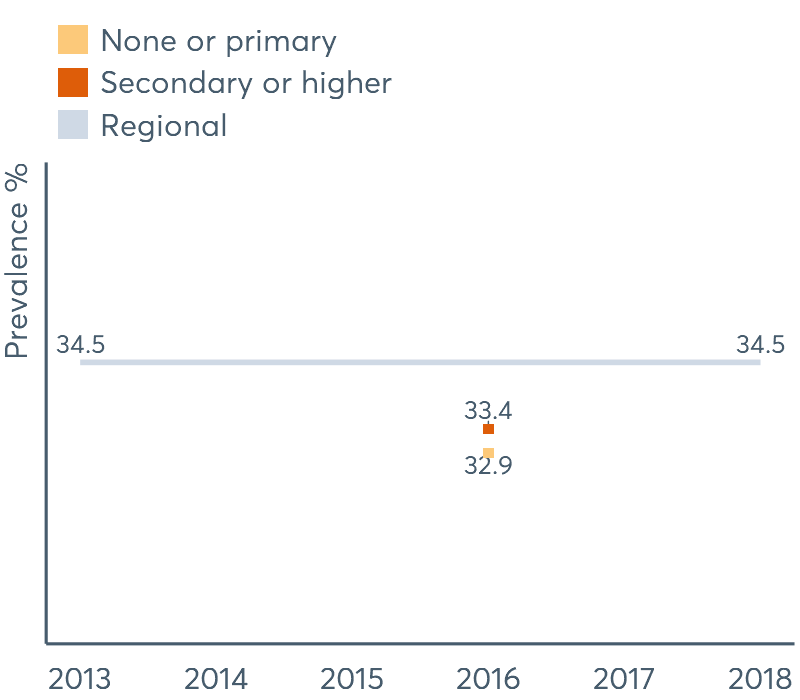 None or primary
Secondary or higher
Regional
Prevalence %
34.5
34.5
33.4
32.9
2013 2014 2015 2016 2017 2018